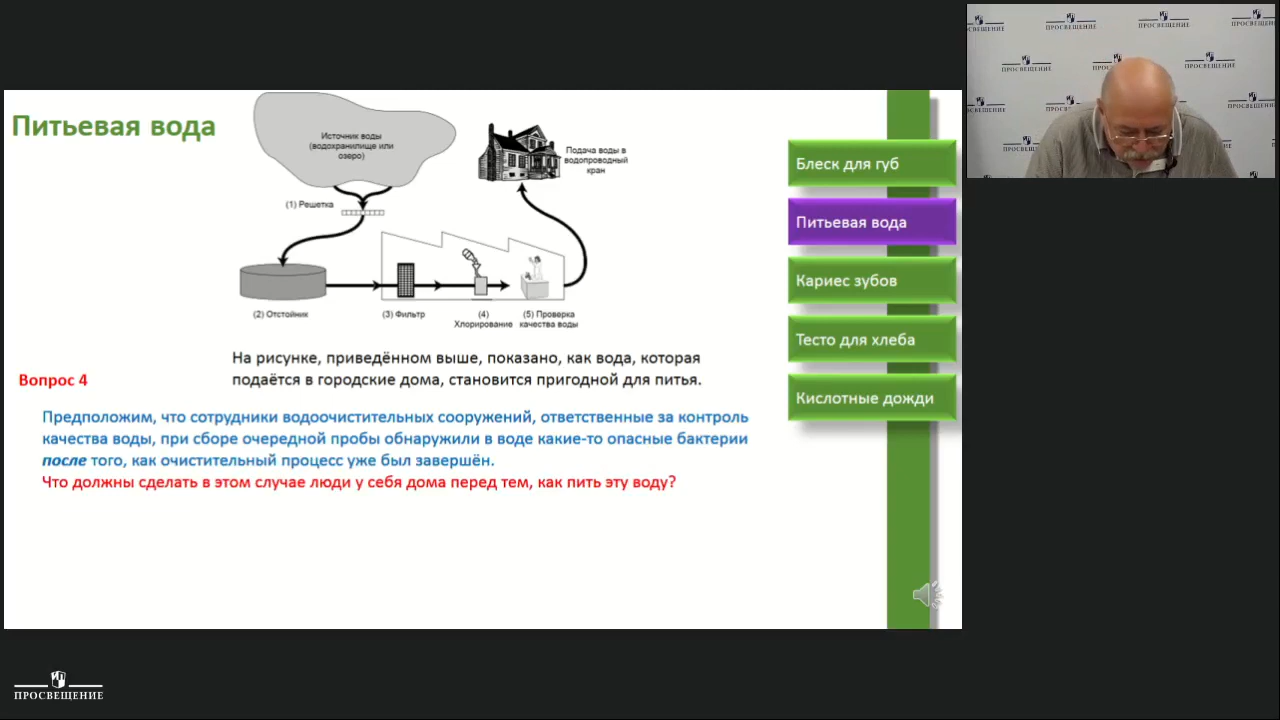 Питьевая вода
Источник воды
(водохранилище или
озеро)
Подача воды в
водопроводный
кран
(1) Решетка
(2) Отстойник
(3) Фильтр
(4)
Хлорирование
(5) Проверка
качества воды
На рисунке, приведённом выше, показано, как вода, которая
подаётся в городские дома, становится пригодной для питья.
Вопрос 4
Предположим, что сотрудники водоочистительных сооружений, ответственные за контроль
качества воды, при сборе очередной пробы обнаружили в воде какие-то опасные бактерии
после того, как очистительный процесс уже был завершён.
Что должны сделать в этом случае люди у себя дома перед тем, как пить эту воду?
Блеск для губ
Питьевая вода
Кариес зубов
Тесто для хлеба
Кислотные дожди
ПРОСВЕЩЕНИЕ
ПРОСВЕЩЕНИЕ
ПРОСВЕЩЕНИЕ
ПРОСВЕЩЕНИЕ
ПРОСВЕЩЕНИЕ